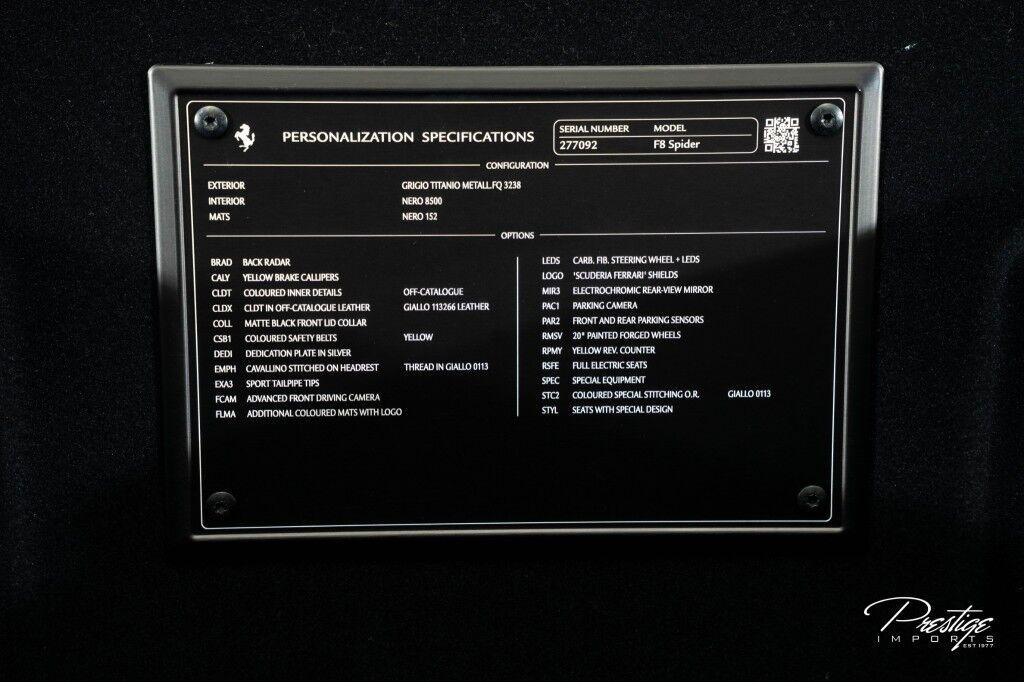 PERSONALIZATION SPECIFICATIONS
SERIAL NUMBER MODEL
277092 F8 Spider
CONFIGURATION
EXTERIOR GRIGIO TITANIO METALL.FQ 3238
INTERIOR NERO 8500
MATS NERO 152
OPTIONS
BRAD BACK RADAR
CALY YELLOW BRAKE CALLIPERS
CLDT COLOURED INNER DETAILS OFF-CATALOGUE
CLDX CLDT IN OFF-CATALOGUE LEATHER GIALLO 113266 LEATHER
COLL MATTE BLACK FRONT LID COLLAR
CSB1 COLOURED SAFETY BELTS YELLOW
DEDI DEDICATION PLATE IN SILVER
EMPH CAVALLINO STITCHED ON HEADREST THREAD IN GIALLO 0113
EXA3 SPORT TAILPIPE TIPS
FCAM ADVANCED FRONT DRIVING CAMERA
FLMA ADDITIONAL COLOURED MATS WITH LOGO
LEDS CARB. FIB. STEERING WHEEL + LEDS
LOGO 'SCUDERIA FERRARI' SHIELDS
MIR3 ELECTROCHROMIC REAR-VIEW MIRROR
PAC1 PARKING CAMERA
PAR2 FRONT AND REAR PARKING SENSORS
RMSV 20" PAINTED FORGED WHEELS
RPMY YELLOW REV. COUNTER
RSFE FULL ELECTRIC SEATS
SPEC SPECIAL EQUIPMENT
STC2 COLOURED SPECIAL STITCHING O.R. GIALLO 0113
STYL SEATS WITH SPECIAL DESIGN
Prestige
IMPORTS
EST 1977